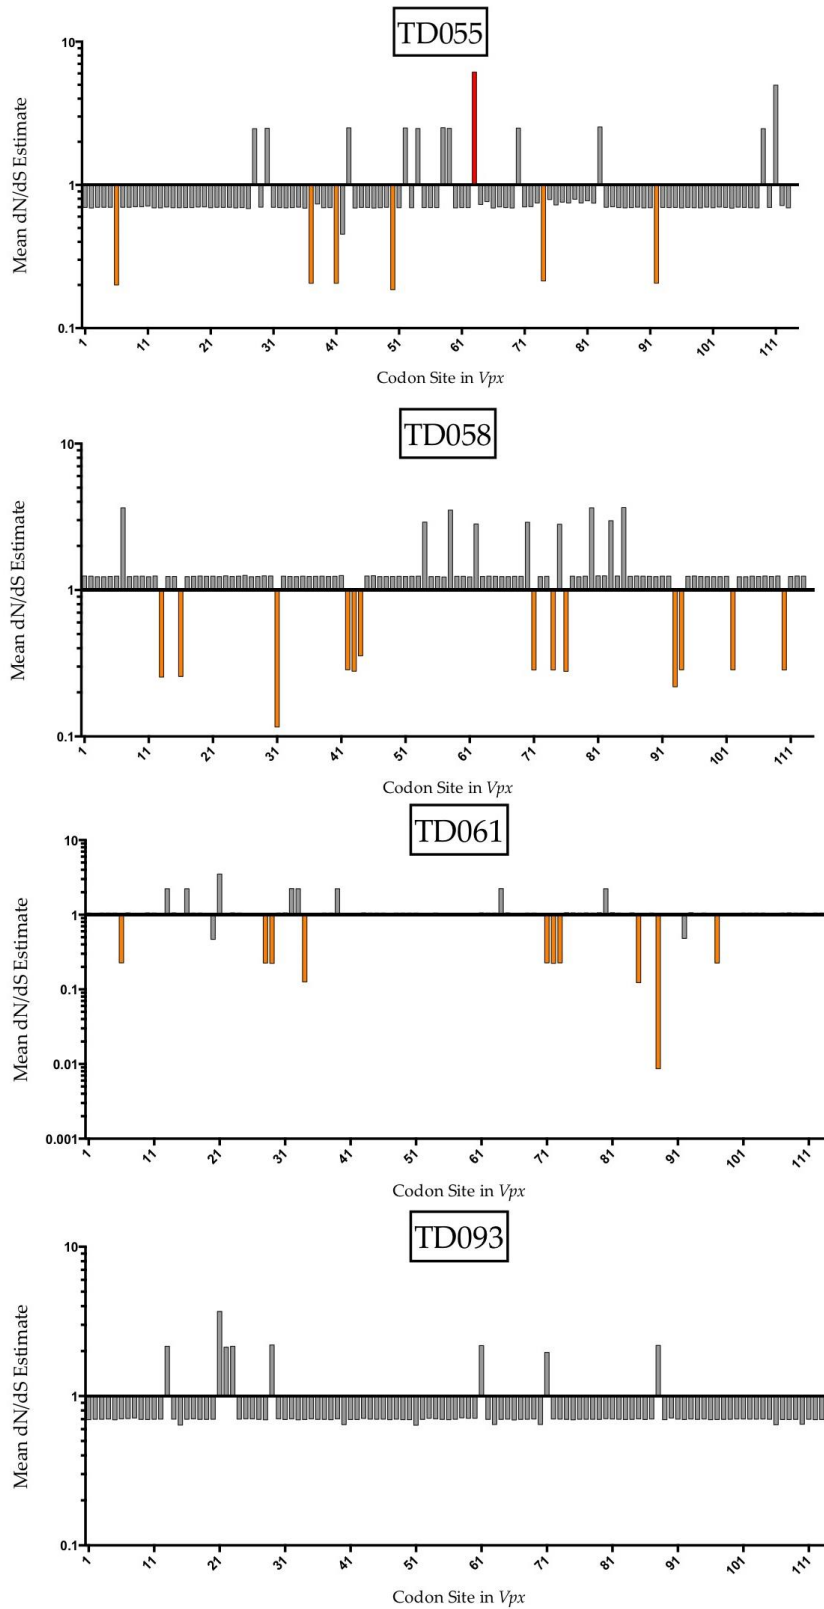 TD055
Mean dN/dS Estimate
10
1
0.1
1 11 21 31 41 51 61 71 81 91 101 111
Codon Site in Vpx
TD058
Mean dN/dS Estimate
10
1
0.1
1 11 21 31 41 51 61 71 81 91 101 111
Codon Site in Vpx
TD061
Mean dN/dS Estimate
10
1
0.1
0.01
0.001
1 11 21 31 41 51 61 71 81 91 101 111
Codon Site in Vpx
TD093
Mean dN/dS Estimate
10
1
0.1
1 11 21 31 41 51 61 71 81 91 101 111
Codon Site in Vpx